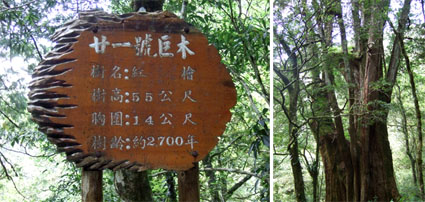 廿一號巨木
樹名:紅檜
樹高:55公尺
胸圍:14公尺
樹齡:約2700年